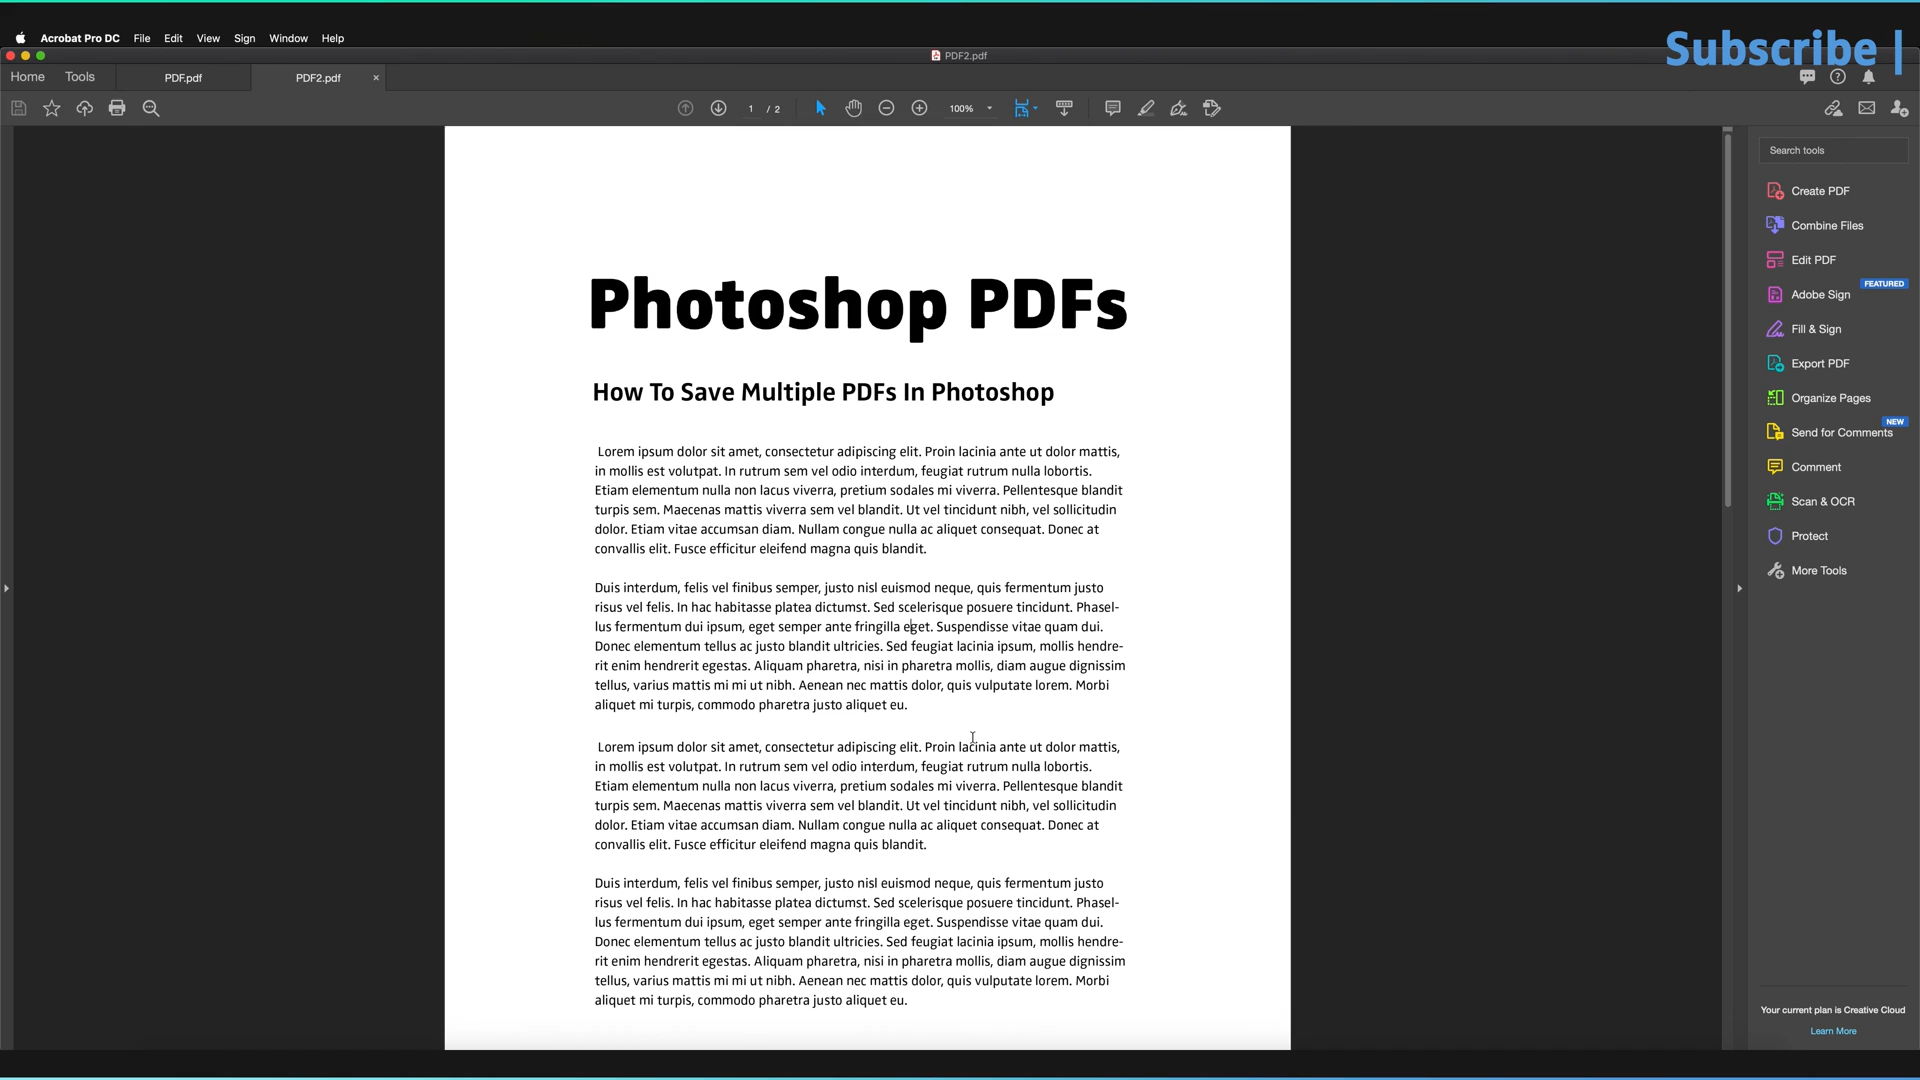 Subscribe |
Acrobat Pro DC File Edit View Sign Window Help
PDF2.pdf
Home Tools PDF.pdf PDF2.pdf ×
1 / 2 100%
Search tools
Create PDF
Combine Files
Edit PDF
FEATURED
Adobe Sign
Fill & Sign
Export PDF
Organize Pages
NEW
Send for Comments
Comment
Scan & OCR
Protect
More Tools
Your current plan is Creative Cloud
Learn More
Photoshop PDFs
How To Save Multiple PDFs In Photoshop
Lorem ipsum dolor sit amet, consectetur adipiscing elit. Proin lacinia ante ut dolor mattis,
in mollis est volutpat. In rutrum sem vel odio interdum, feugiat rutrum nulla lobortis.
Etiam elementum nulla non lacus viverra, pretium sodales mi viverra. Pellentesque blandit
turpis sem. Maecenas mattis viverra sem vel blandit. Ut vel tincidunt nibh, vel sollicitudin
dolor. Etiam vitae accumsan diam. Nullam congue nulla ac aliquet consequat. Donec at
convallis elit. Fusce efficitur eleifend magna quis blandit.
Duis interdum, felis vel finibus semper, justo nisl euismod neque, quis fermentum justo
risus vel felis. In hac habitasse platea dictumst. Sed scelerisque posuere tincidunt. Phasel-
lus fermentum dui ipsum, eget semper ante fringilla eget. Suspendisse vitae quam dui.
Donec elementum tellus ac justo blandit ultricies. Sed feugiat lacinia ipsum, mollis hendre-
rit enim hendrerit egestas. Aliquam pharetra, nisi in pharetra mollis, diam augue dignissim
tellus, varius mattis mi mi ut nibh. Aenean nec mattis dolor, quis vulputate lorem. Morbi
aliquet mi turpis, commodo pharetra justo aliquet eu.
Lorem ipsum dolor sit amet, consectetur adipiscing elit. Proin lacinia ante ut dolor mattis,
in mollis est volutpat. In rutrum sem vel odio interdum, feugiat rutrum nulla lobortis.
Etiam elementum nulla non lacus viverra, pretium sodales mi viverra. Pellentesque blandit
turpis sem. Maecenas mattis viverra sem vel blandit. Ut vel tincidunt nibh, vel sollicitudin
dolor. Etiam vitae accumsan diam. Nullam congue nulla ac aliquet consequat. Donec at
convallis elit. Fusce efficitur eleifend magna quis blandit.
Duis interdum, felis vel finibus semper, justo nisl euismod neque, quis fermentum justo
risus vel felis. In hac habitasse platea dictumst. Sed scelerisque posuere tincidunt. Phasel-
lus fermentum dui ipsum, eget semper ante fringilla eget. Suspendisse vitae quam dui.
Donec elementum tellus ac justo blandit ultricies. Sed feugiat lacinia ipsum, mollis hendre-
rit enim hendrerit egestas. Aliquam pharetra, nisi in pharetra mollis, diam augue dignissim
tellus, varius mattis mi mi ut nibh. Aenean nec mattis dolor, quis vulputate lorem. Morbi
aliquet mi turpis, commodo pharetra justo aliquet eu.